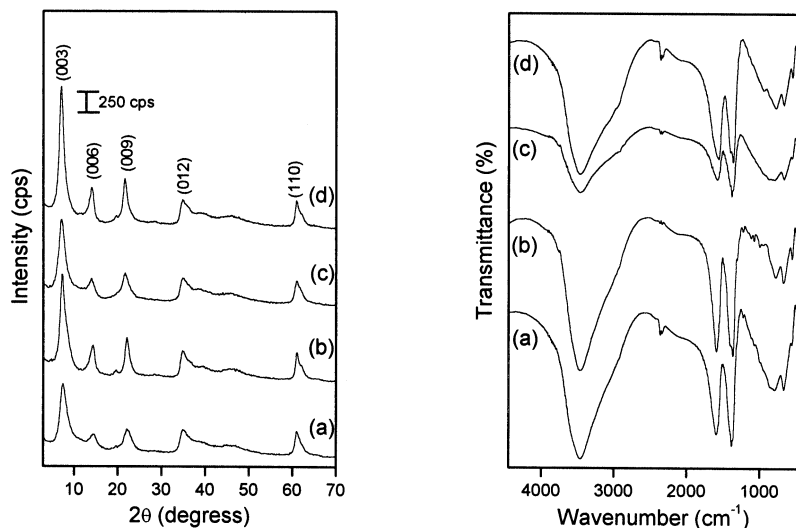 (003)
250 cps
(006)
(009)
(012)
(110)
(d)
(c)
(b)
(a)
Intensity (cps)
10 20 30 40 50 60 70
2θ (degress)
(d)
(c)
(b)
(a)
Transmittance (%)
4000 3000 2000 1000
Wavenumber (cm⁻¹)